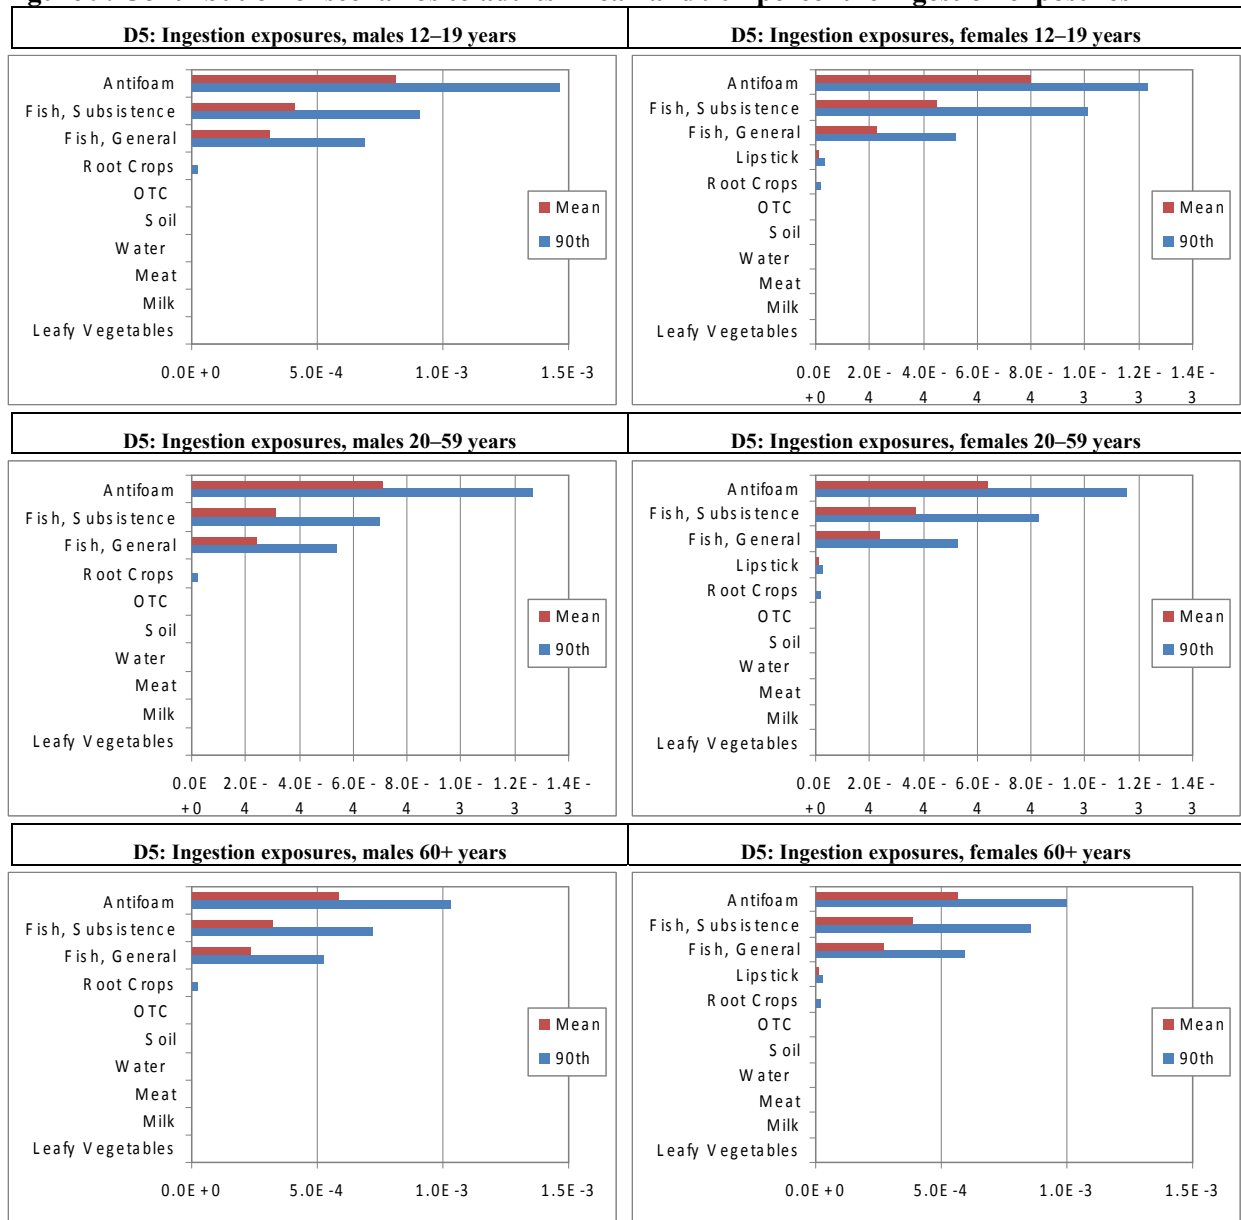 D5: Ingestion exposures, males 12–19 years
Antifoam
Fish, Subsistence
Fish, General
Root Crops
OTC
Soil
Water
Meat
Milk
Leafy Vegetables
Mean
90th
0.0E+0 5.0E-4 1.0E-3 1.5E-3
D5: Ingestion exposures, females 12–19 years
Antifoam
Fish, Subsistence
Fish, General
Lipstick
Root Crops
OTC
Soil
Water
Meat
Milk
Leafy Vegetables
Mean
90th
0.0E 2.0E- 4.0E- 6.0E- 8.0E- 1.0E- 1.2E- 1.4E-
+0 4 4 4 4 3 3 3
D5: Ingestion exposures, males 20–59 years
Antifoam
Fish, Subsistence
Fish, General
Root Crops
OTC
Soil
Water
Meat
Milk
Leafy Vegetables
Mean
90th
0.0E 2.0E- 4.0E- 6.0E- 8.0E- 1.0E- 1.2E- 1.4E-
+0 4 4 4 4 3 3 3
D5: Ingestion exposures, females 20–59 years
Antifoam
Fish, Subsistence
Fish, General
Lipstick
Root Crops
OTC
Soil
Water
Meat
Milk
Leafy Vegetables
Mean
90th
0.0E 2.0E- 4.0E- 6.0E- 8.0E- 1.0E- 1.2E- 1.4E-
+0 4 4 4 4 3 3 3
D5: Ingestion exposures, males 60+ years
Antifoam
Fish, Subsistence
Fish, General
Root Crops
OTC
Soil
Water
Meat
Milk
Leafy Vegetables
Mean
90th
0.0E+0 5.0E-4 1.0E-3 1.5E-3
D5: Ingestion exposures, females 60+ years
Antifoam
Fish, Subsistence
Fish, General
Lipstick
Root Crops
OTC
Soil
Water
Meat
Milk
Leafy Vegetables
Mean
90th
0.0E+0 5.0E-4 1.0E-3 1.5E-3